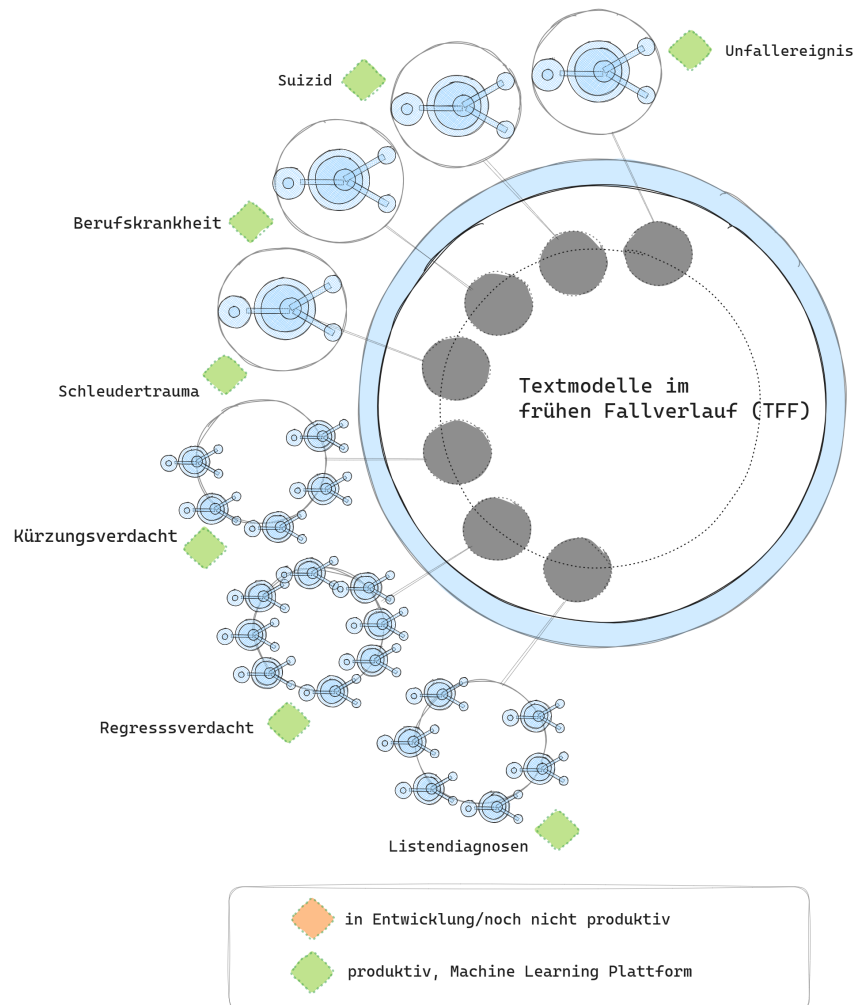 Unfallereignis
Suizid
Berufskrankheit
Schleudertrauma
Textmodelle im
frühen Fallverlauf (TFF)
Kürzungsverdacht
Regresssverdacht
Listendiagnosen
in Entwicklung/noch nicht produktiv
produktiv, Machine Learning Plattform